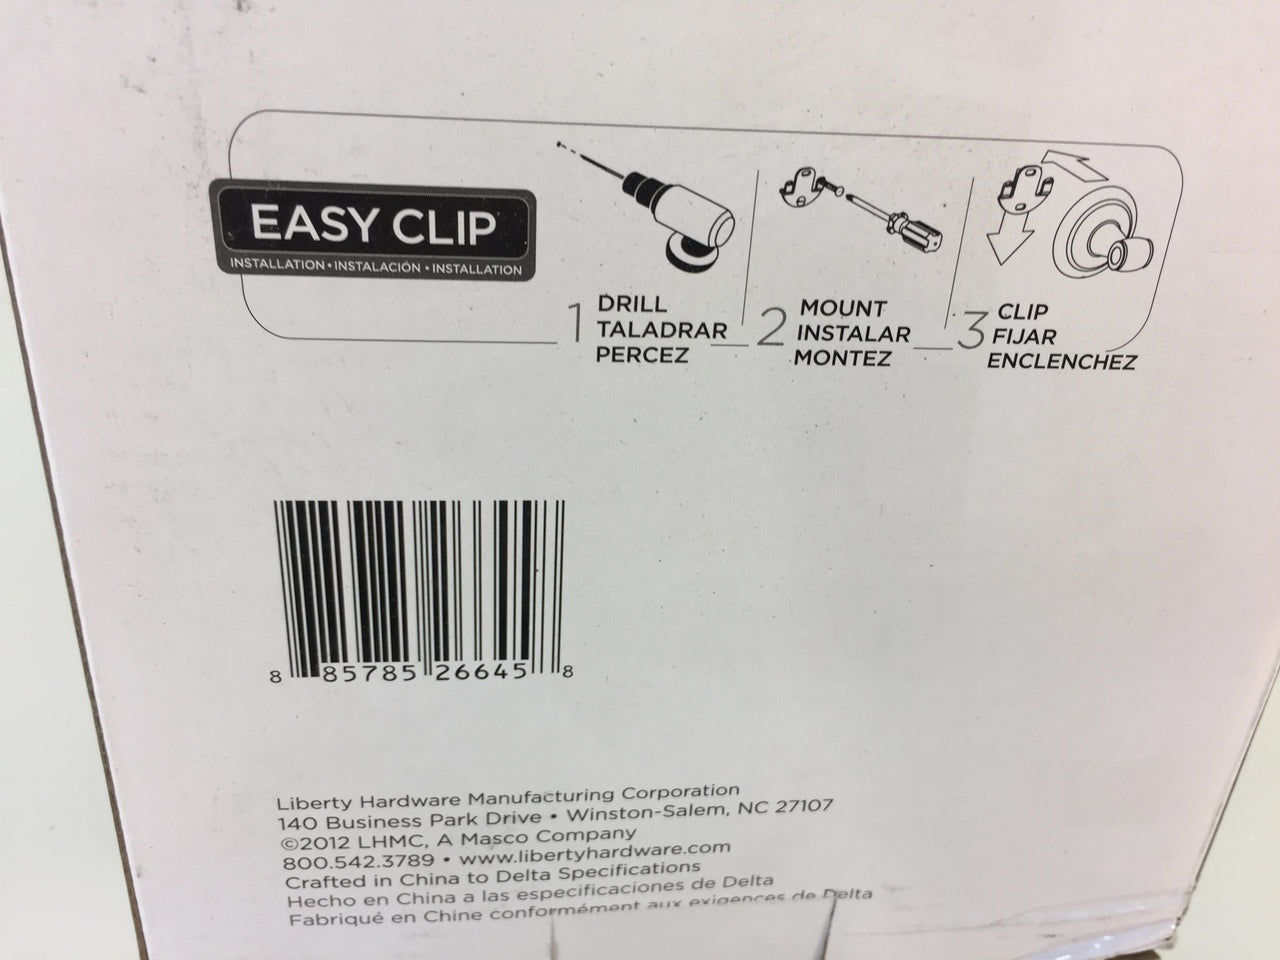 EASY CLIP
INSTALLATION • INSTALACIÓN • INSTALLATION
1 DRILL
TALADRAR
PERCEZ
2 MOUNT
INSTALAR
MONTEZ
3 CLIP
FIJAR
ENCLENCHEZ
8 85785 26645 8
Liberty Hardware Manufacturing Corporation
140 Business Park Drive • Winston-Salem, NC 27107
©2012 LHMC, A Masco Company
800.542.3789 • www.libertyhardware.com
Crafted in China to Delta Specifications
Hecho en China a las especificaciones de Delta
Fabriqué en Chine conformément aux exigences de Delta